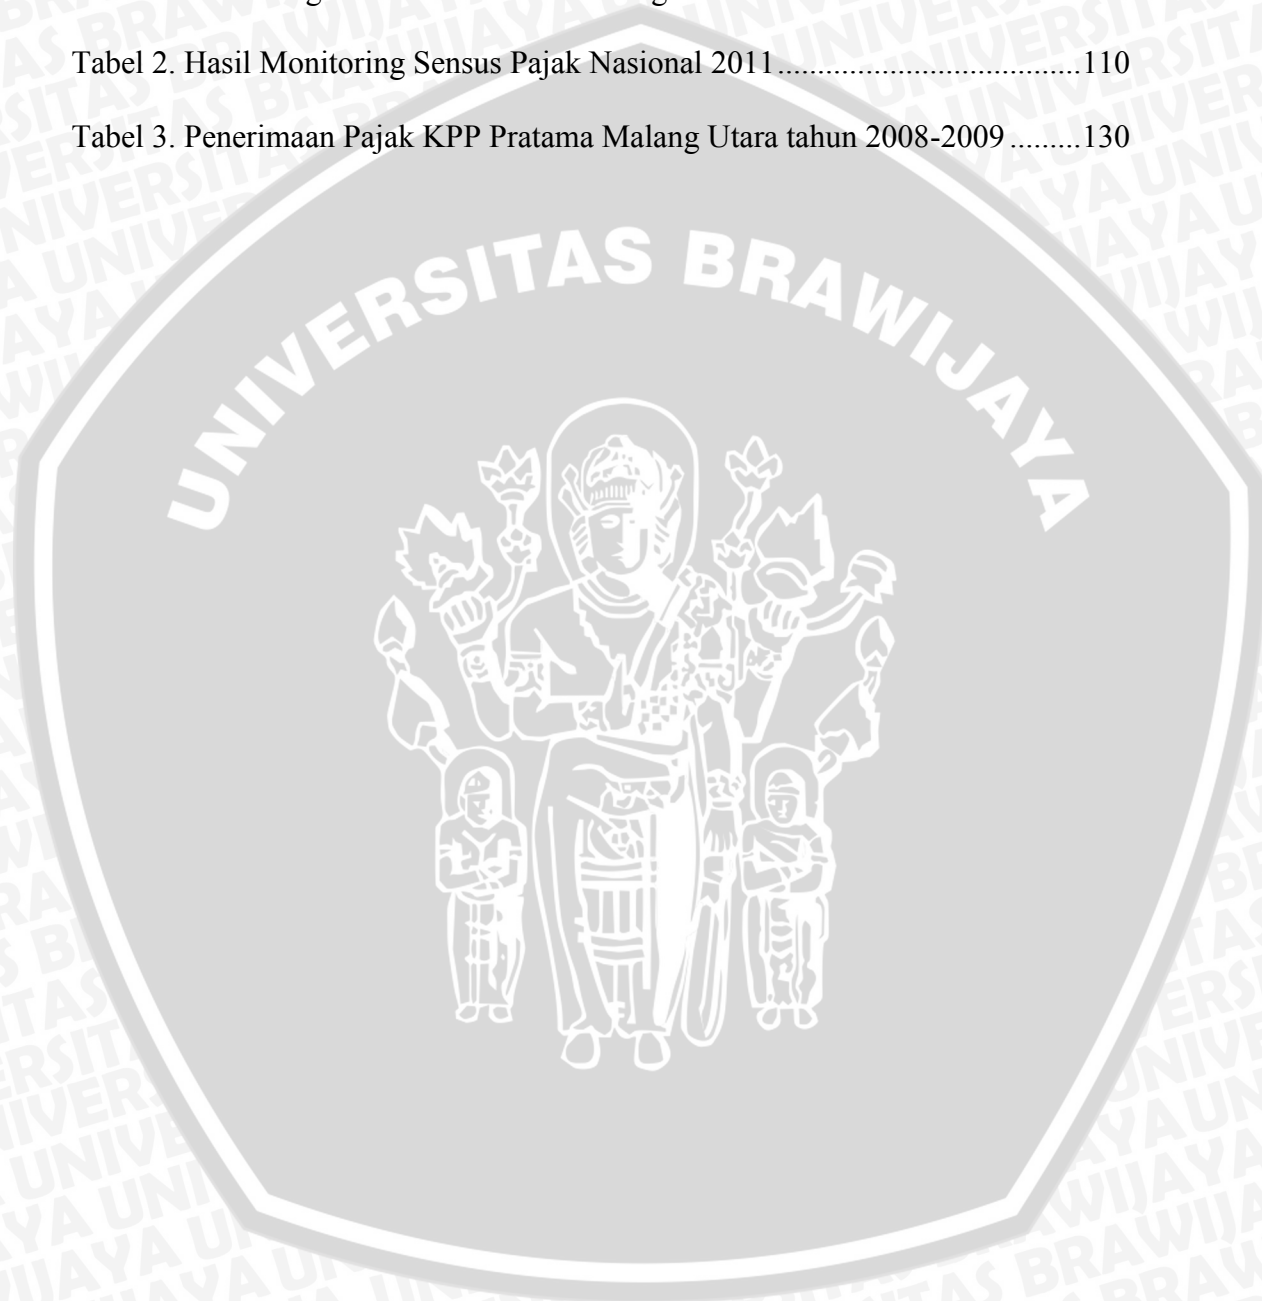 Tabel 2. Hasil Monitoring Sensus Pajak Nasional 2011......................................110
Tabel 3. Penerimaan Pajak KPP Pratama Malang Utara tahun 2008-2009 .........130
UNIVERSITAS BRAWIJAYA